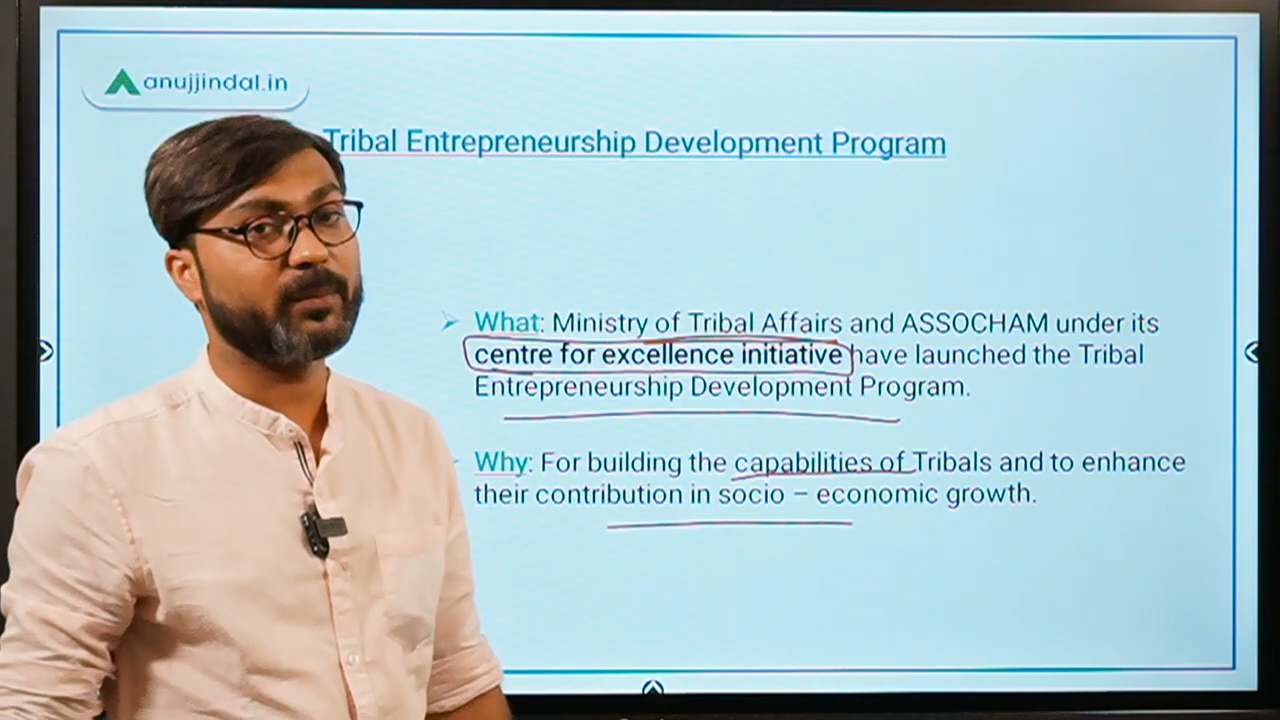 anujjindal.in
Tribal Entrepreneurship Development Program
What: Ministry of Tribal Affairs and ASSOCHAM under its
centre for excellence initiative have launched the Tribal
Entrepreneurship Development Program.
Why: For building the capabilities of Tribals and to enhance
their contribution in socio – economic growth.